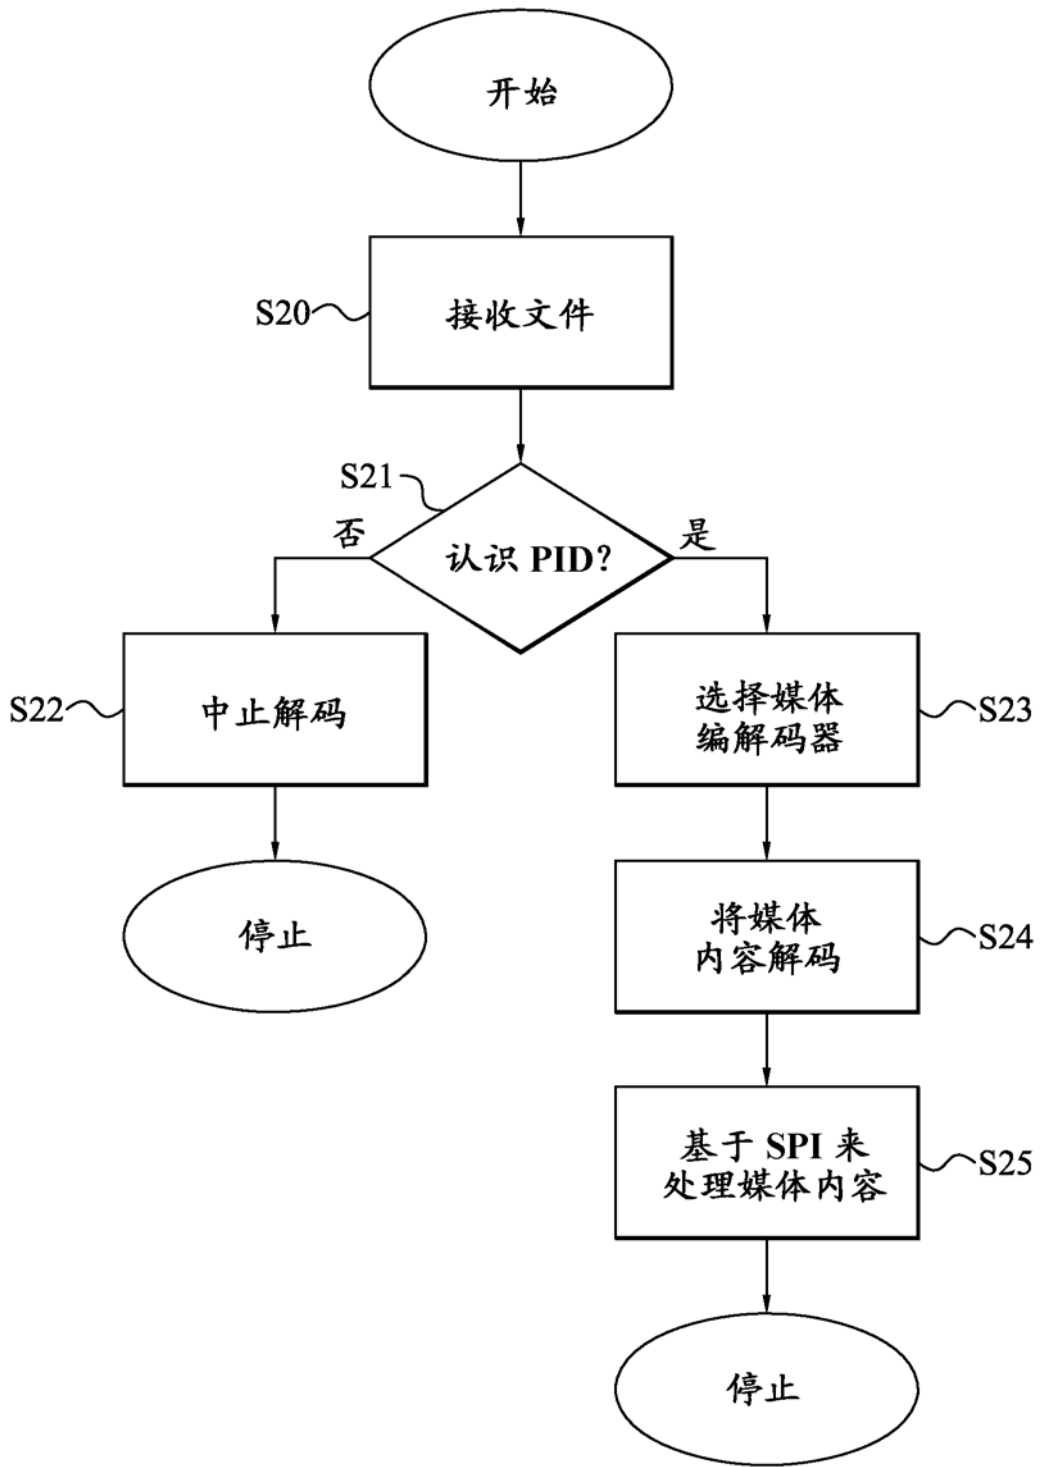 开始
S20
接收文件
S21
否
认识 PID?
是
S22
中止解码
选择媒体
编解码器
S23
停止
将媒体
内容解码
S24
基于 SPI 来
处理媒体内容
S25
停止